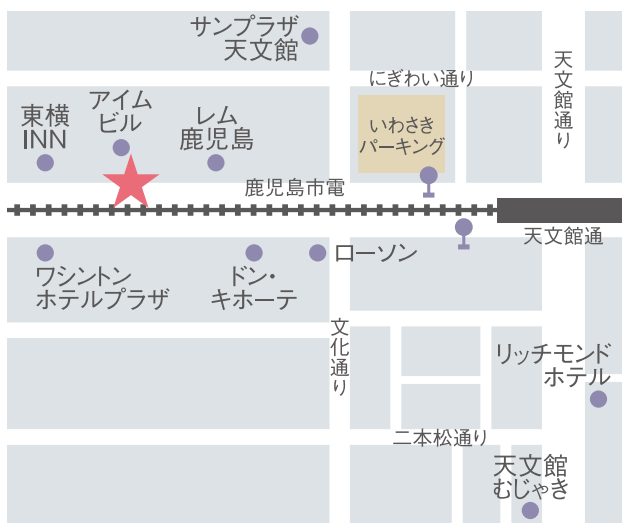 サンプラザ
天文館
にぎわい通り
天文館通り
東横
INN
アイム
ビル
レム
鹿児島
いわさき
パーキング
鹿児島市電
天文館通
ワシントン
ホテルプラザ
ドン・
キホーテ
ローソン
文化通り
リッチモンド
ホテル
二本松通り
天文館
むじゃき